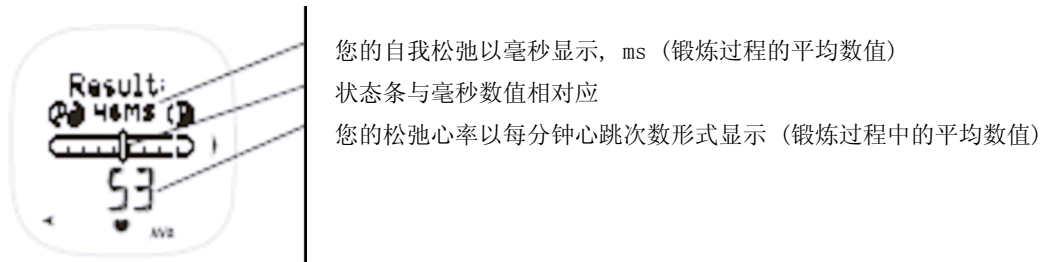 Result:
46MS
53
AVG
您的自我松弛以毫秒显示, ms (锻炼过程的平均数值)
状态条与毫秒数值相对应
您的松弛心率以每分钟心跳次数形式显示 (锻炼过程中的平均数值)